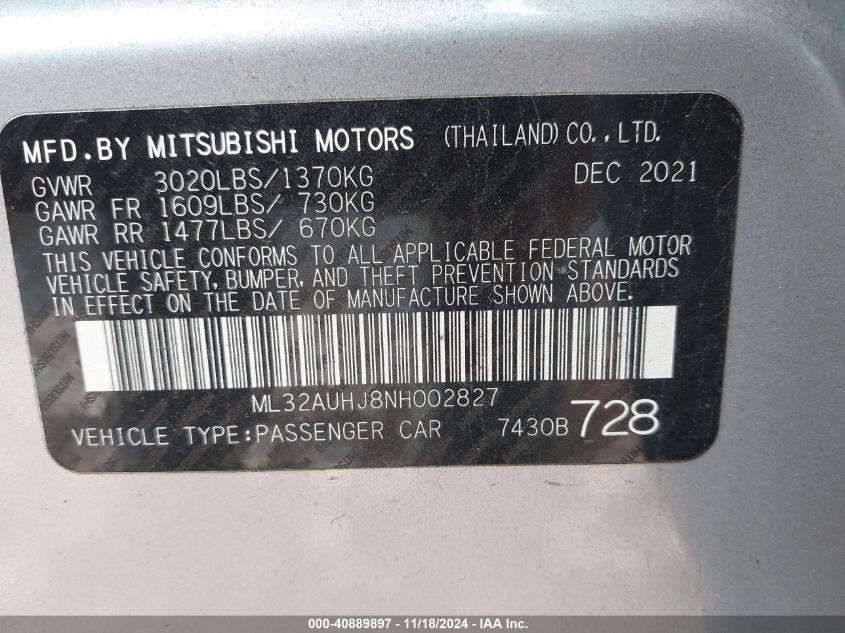 MFD.BY MITSUBISHI MOTORS (THAILAND) CO.,LTD.
GVWR 3020LBS/1370KG DEC 2021
GAWR FR 1609LBS/ 730KG
GAWR RR 1477LBS/ 670KG
THIS VEHICLE CONFORMS TO ALL APPLICABLE FEDERAL MOTOR
VEHICLE SAFETY, BUMPER, AND THEFT PREVENTION STANDARDS
IN EFFECT ON THE DATE OF MANUFACTURE SHOWN ABOVE.
ML32AUHJ8NH002827
VEHICLE TYPE:PASSENGER CAR 7430B 728
000-40889897 - 11/18/2024 - IAA Inc.